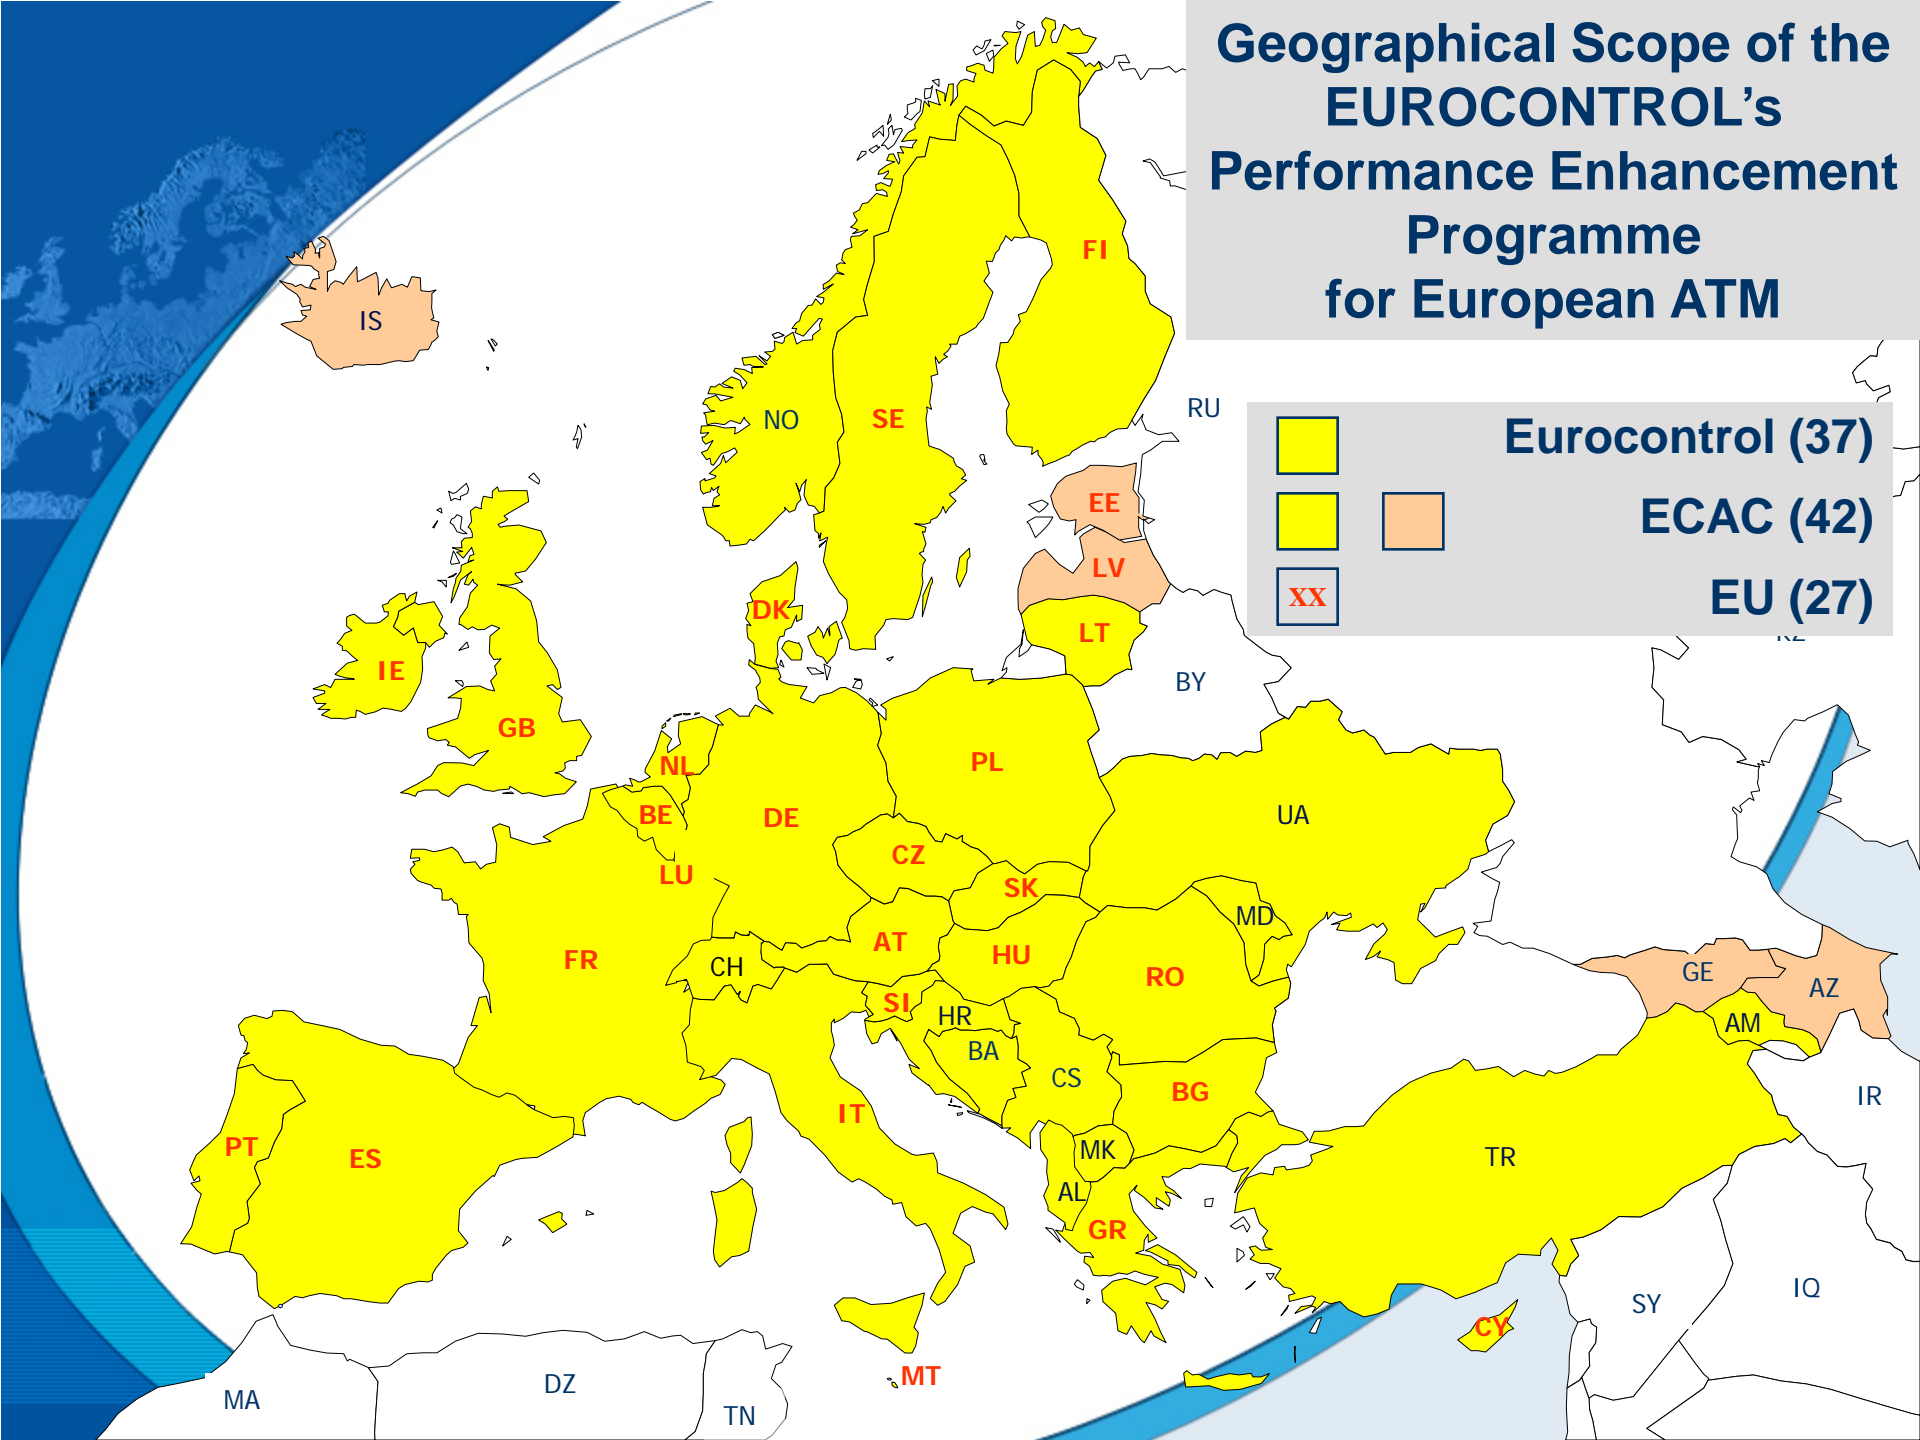 Geographical Scope of the
EUROCONTROL's
Performance Enhancement
Programme
for European ATM
Eurocontrol (37)
ECAC (42)
XX EU (27)
IS
FI
NO
SE
RU
EE
LV
LT
DK
IE
GB
BY
NL
BE
DE
PL
UA
LU
CZ
SK
MD
FR
CH
AT
HU
RO
SI
HR
BA
CS
BG
GE
AZ
AM
IR
PT
ES
IT
MK
AL
GR
TR
SY
IQ
CY
MT
MA
DZ
TN